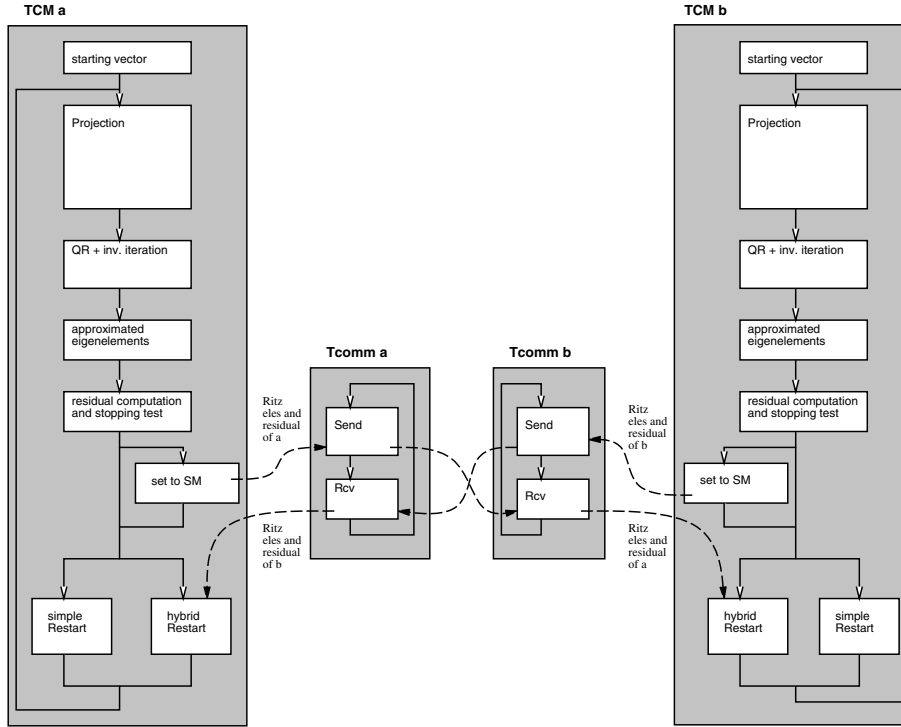 TCM a
starting vector
Projection
QR + inv. iteration
approximated
eigenelements
residual computation
and stopping test
set to SM
simple
Restart
hybrid
Restart
Ritz
eles and
residual
of a
Ritz
eles and
residual
of b
Tcomm a
Send
Rcv
Tcomm b
Send
Rcv
Ritz
eles and
residual
of b
Ritz
eles and
residual
of a
TCM b
starting vector
Projection
QR + inv. iteration
approximated
eigenelements
residual computation
and stopping test
set to SM
hybrid
Restart
simple
Restart